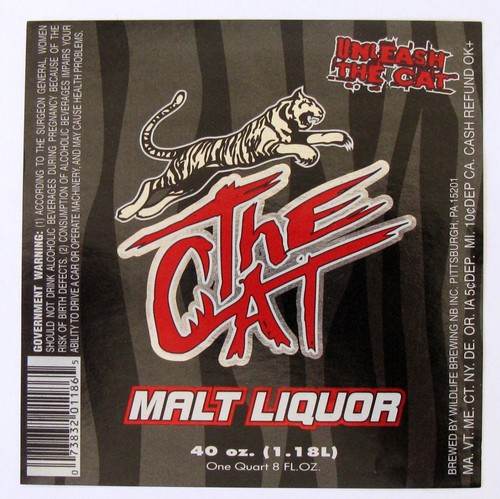 UNLEASH
THE CAT
THE
CAT
MALT LIQUOR
40 oz. (1.18L)
One Quart 8 FL.OZ.
GOVERNMENT WARNING: (1) ACCORDING TO THE SURGEON GENERAL WOMEN
SHOULD NOT DRINK ALCOHOLIC BEVERAGES DURING PREGNANCY BECAUSE OF THE
RISK OF BIRTH DEFECTS. (2) CONSUMPTION OF ALCOHOLIC BEVERAGES IMPAIRS YOUR
ABILITY TO DRIVE A CAR OR OPERATE MACHINERY, AND MAY CAUSE HEALTH PROBLEMS.
0 73832 01186 5
BREWED BY WILDLIFE BREWING NB INC. PITTSBURGH, PA 15201
MA. VT. ME. CT. NY. DE. OR. IA 5¢DEP. MI. 10¢DEP CA. CASH REFUND OK+